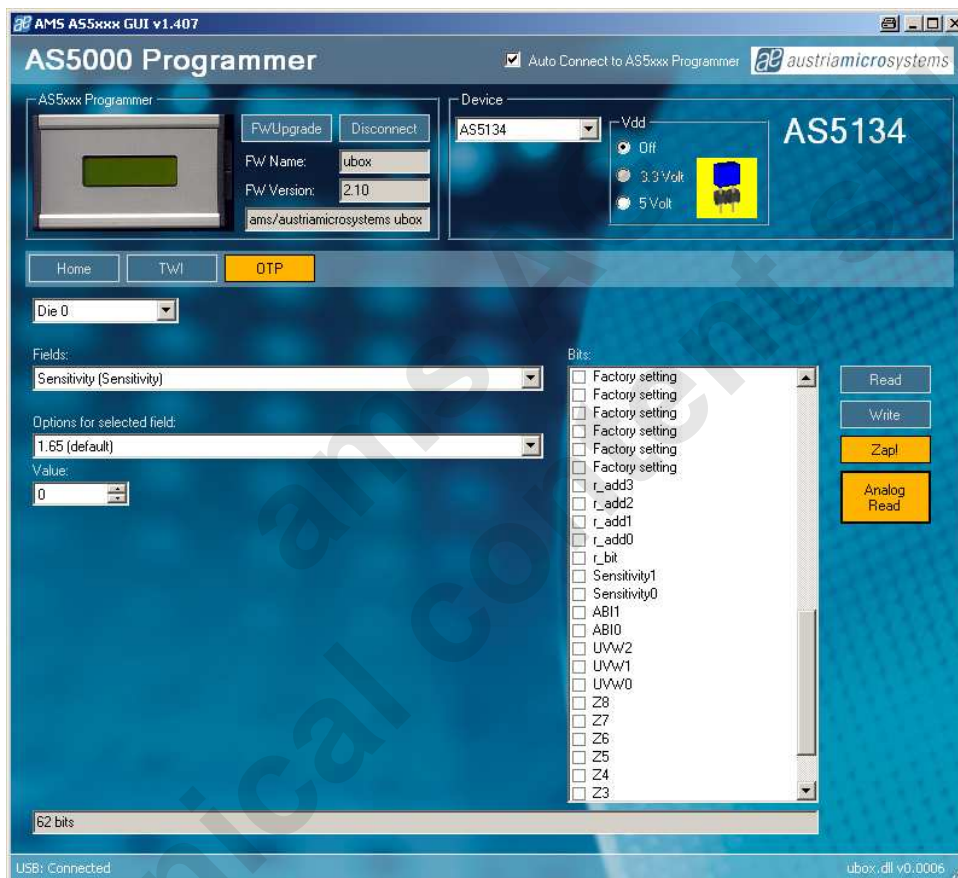 AMS AS5xxx GUI v1.407
AS5000 Programmer
Auto Connect to AS5xxx Programmer
austriamicrosystems
AS5xxx Programmer
FWUpgrade
Disconnect
FW Name:
ubox
FW Version:
2.10
ams/austriamicrosystems ubox
Device
AS5134
Vdd
Off
3.3 Volt
5 Volt
AS5134
Home
TWI
OTP
Die 0
Fields:
Sensitivity (Sensitivity)
Options for selected field:
1.65 (default)
Value:
0
Bits:
Factory setting
Factory setting
Factory setting
Factory setting
Factory setting
Factory setting
r_add3
r_add2
r_add1
r_add0
r_bit
Sensitivity1
Sensitivity0
ABI1
ABI0
UVW2
UVW1
UVW0
Z8
Z7
Z6
Z5
Z4
Z3
Read
Write
Zap!
Analog
Read
62 bits
USB: Connected
ubox.dll v0.0006